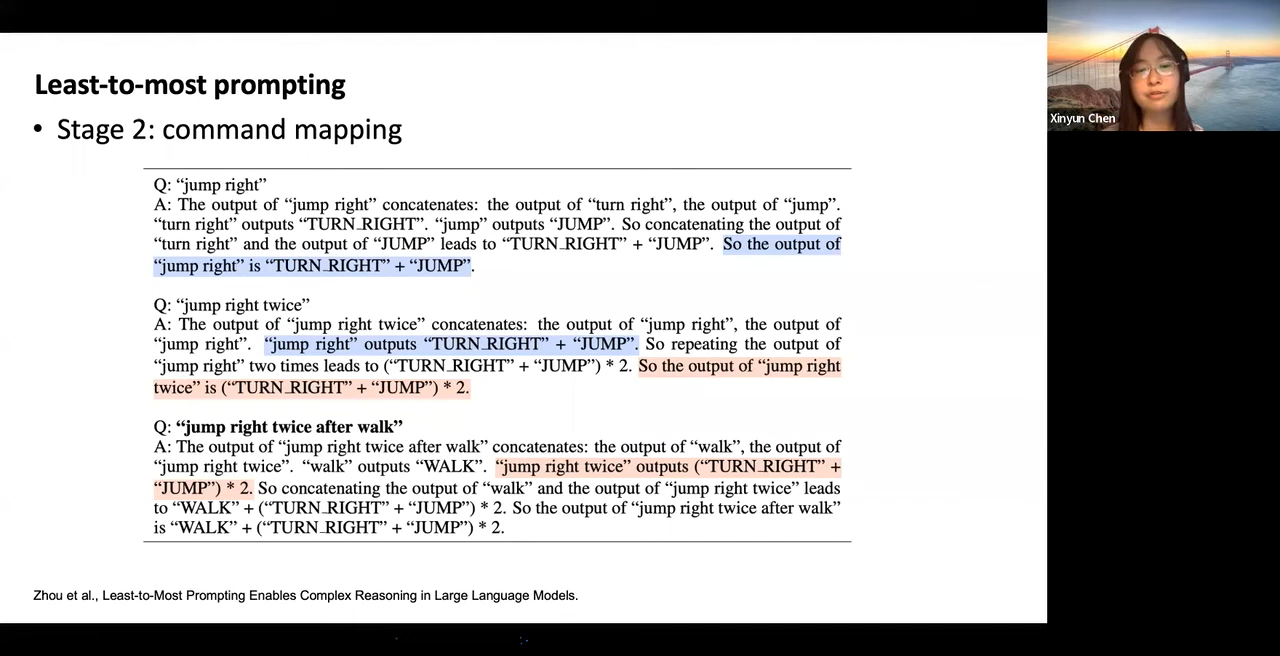 Least-to-most prompting
• Stage 2: command mapping
Q: “jump right”
A: The output of “jump right” concatenates: the output of “turn right”, the output of “jump”.
“turn right” outputs “TURN_RIGHT”. “jump” outputs “JUMP”. So concatenating the output of
“turn right” and the output of “JUMP” leads to “TURN_RIGHT” + “JUMP”. So the output of
“jump right” is “TURN_RIGHT” + “JUMP”.
Q: “jump right twice”
A: The output of “jump right twice” concatenates: the output of “jump right”, the output of
“jump right”. “jump right” outputs “TURN_RIGHT” + “JUMP”. So repeating the output of
“jump right” two times leads to (“TURN_RIGHT” + “JUMP”) * 2. So the output of “jump right
twice” is (“TURN_RIGHT” + “JUMP”) * 2.
Q: “jump right twice after walk”
A: The output of “jump right twice after walk” concatenates: the output of “walk”, the output of
“jump right twice”. “walk” outputs “WALK”. “jump right twice” outputs (“TURN_RIGHT” +
“JUMP”) * 2. So concatenating the output of “walk” and the output of “jump right twice” leads
to “WALK” + (“TURN_RIGHT” + “JUMP”) * 2. So the output of “jump right twice after walk”
is “WALK” + (“TURN_RIGHT” + “JUMP”) * 2.
Zhou et al., Least-to-Most Prompting Enables Complex Reasoning in Large Language Models.
Xinyun Chen